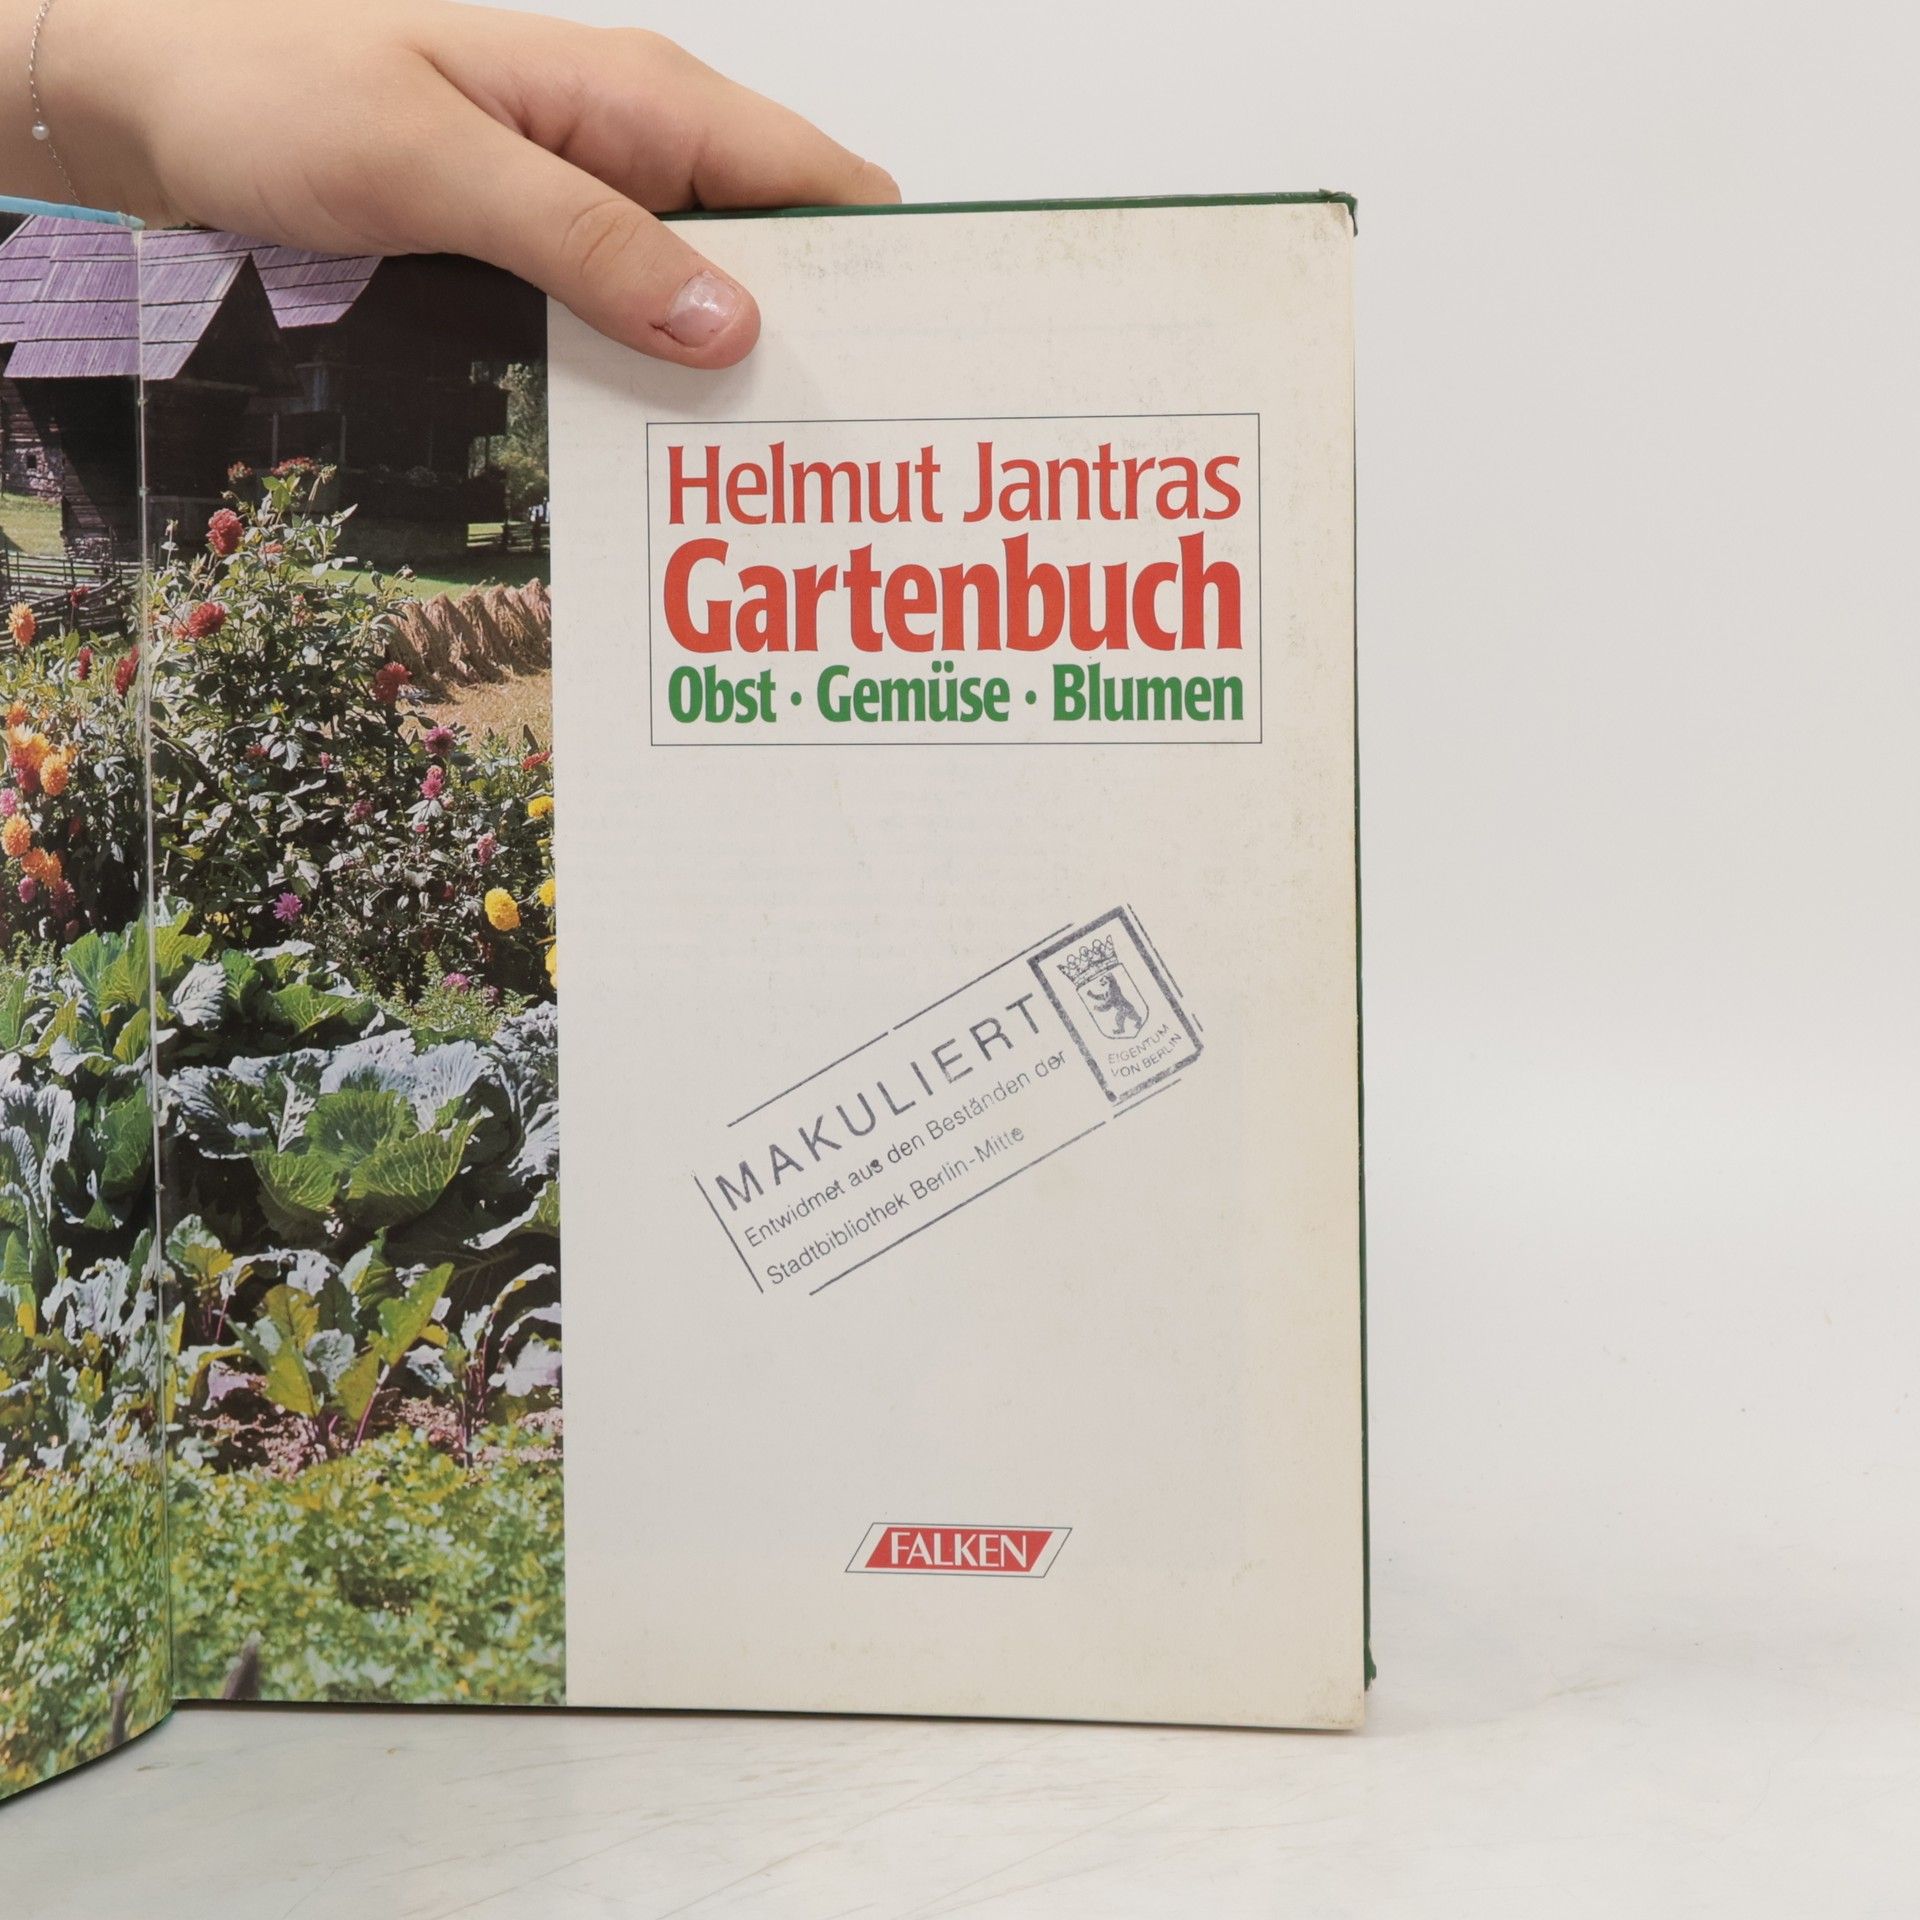 Helmut Jantras
Gartenbuch
Obst · Gemüse · Blumen
MAKULIERT
Entwidmet aus den Beständen der
Stadtbibliothek Berlin-Mitte
EIGENTUM
VON BERLIN
FALKEN